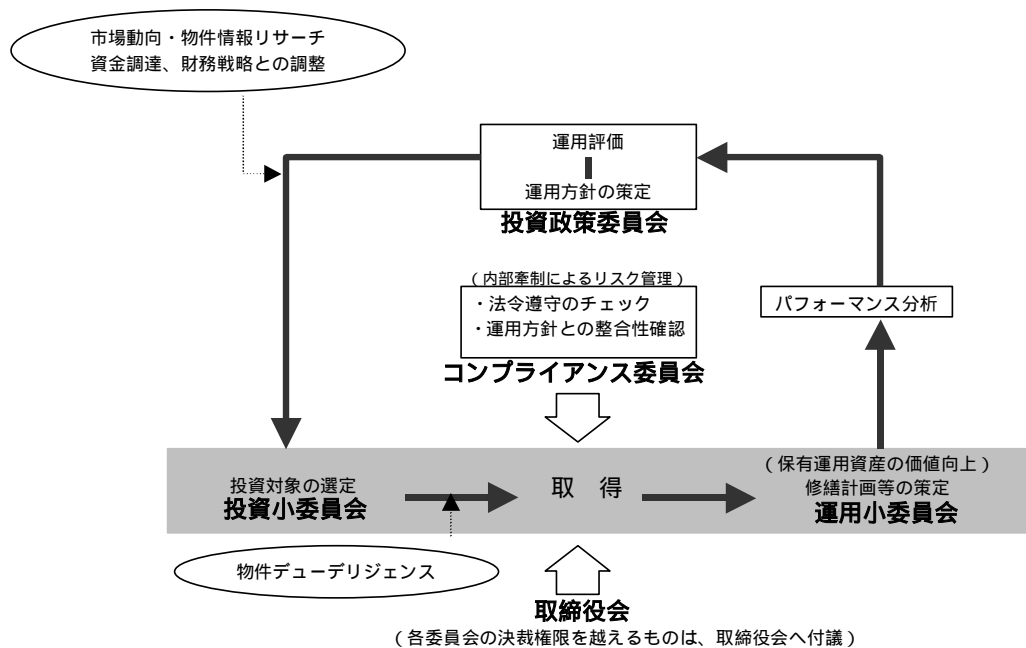 市場動向・物件情報リサーチ
資金調達、財務戦略との調整
運用評価
運用方針の策定
投資政策委員会
(内部牽制によるリスク管理)
・法令遵守のチェック
・運用方針との整合性確認
コンプライアンス委員会
パフォーマンス分析
投資対象の選定
投資小委員会
取 得
(保有運用資産の価値向上)
修繕計画等の策定
運用小委員会
物件デューデリジェンス
取締役会
(各委員会の決裁権限を越えるものは、取締役会へ付議)